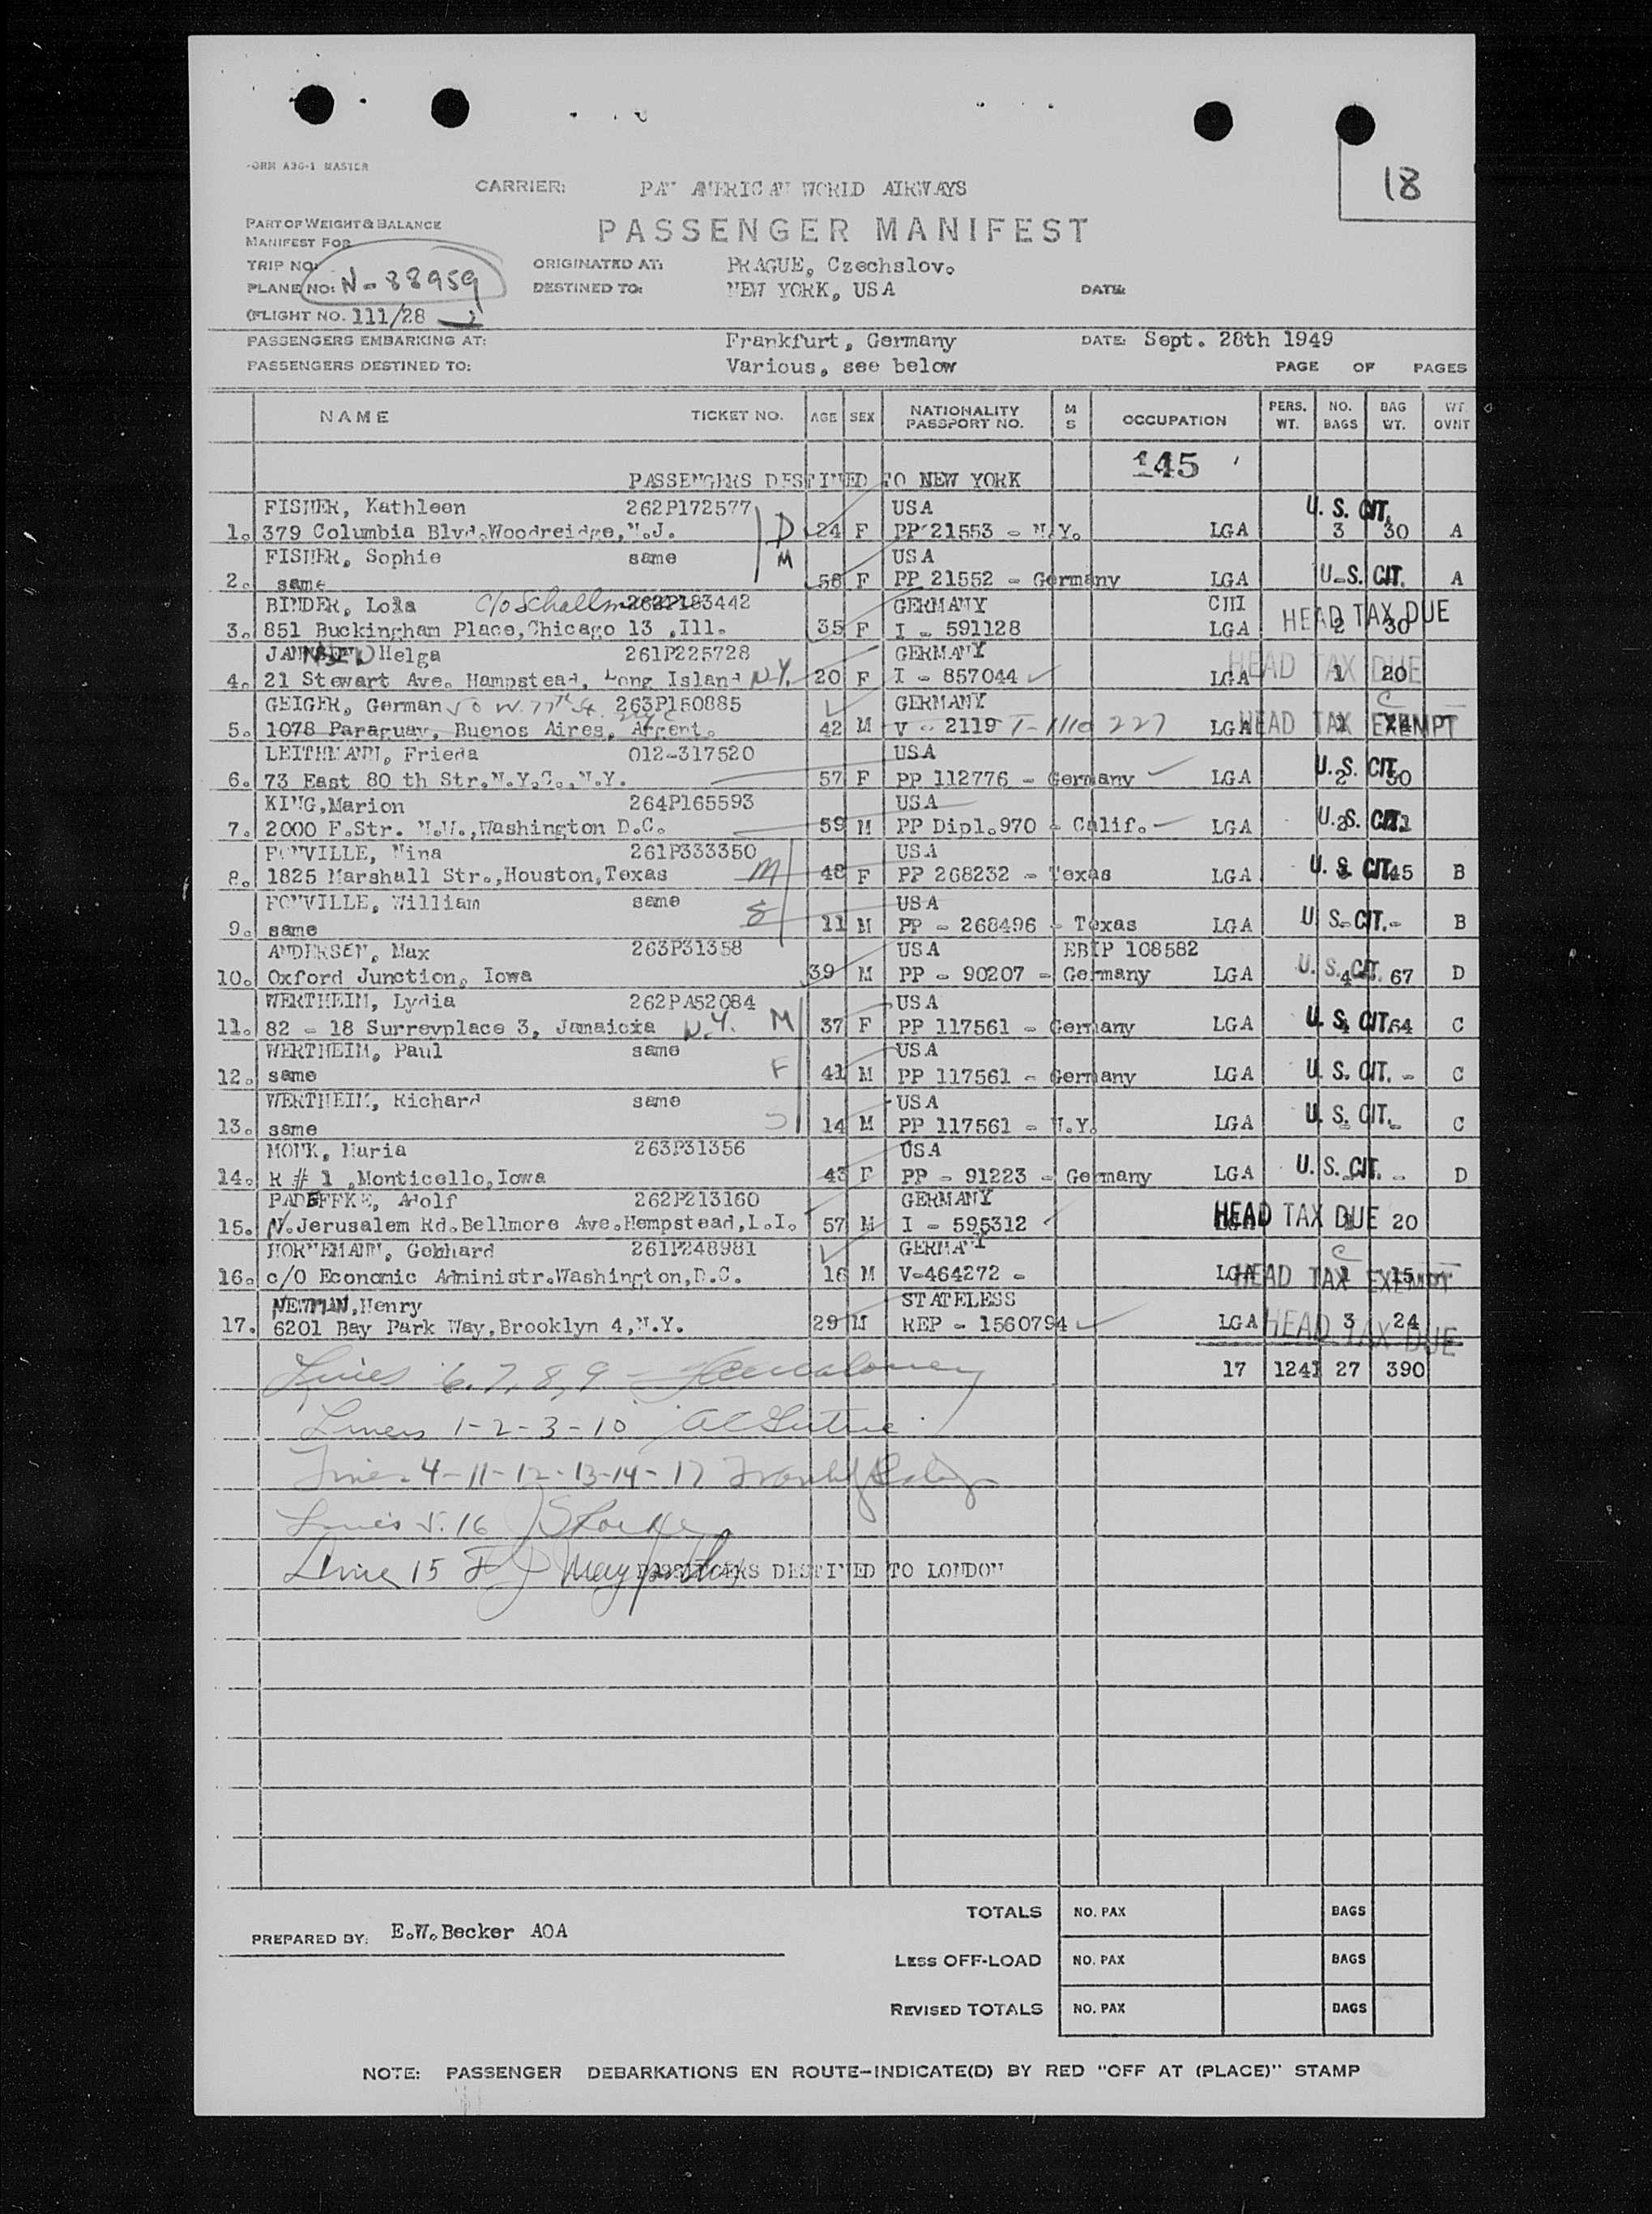 FORM A36-1 MASTER
18
CARRIER: PAN AMERICAN WORLD AIRWAYS
PART OF WEIGHT & BALANCE
MANIFEST FOR
PASSENGER MANIFEST
TRIP NO: ORIGINATED AT: PRAGUE, Czechslov.
PLANE NO: N-88959 DESTINED TO: NEW YORK, USA DATE:
(FLIGHT NO. 111/28
PASSENGERS EMBARKING AT: Frankfurt, Germany DATE: Sept. 28th 1949
PASSENGERS DESTINED TO: Various, see below PAGE OF PAGES
NAME TICKET NO. AGE SEX NATIONALITY PASSPORT NO. M S OCCUPATION PERS. WT. NO. BAGS BAG WT. WT. OVNT
145
PASSENGERS DESTINED TO NEW YORK
FISHER, Kathleen 262P172577 USA U. S. CIT.
1. 379 Columbia Blvd.Woodreidge,N.J. D 24 F PP 21553 - N.Y. LGA 3 30 A
FISHER, Sophie same M USA
2. same 58 F PP 21552 - Germany LGA U.S. CIT. A
BINDER, Lola c/o 262P183442 GERMANY CIII
3. 851 Buckingham Place,Chicago 13 ,Ill. 35 F I - 591128 LGA HEAD TAX DUE 2 30
Helga 261P225728 GERMANY
4. 21 Stewart Ave. Hampstead, Long Island N.Y. 20 F I - 857044 LGA HEAD TAX DUE 1 20
GEIGER, German 50 W. 77th St. 263P150885 GERMANY C
5. 1078 Paraguay, Buenos Aires, Argent. 42 M V - 2119 LGA HEAD TAX EXEMPT
LEITHMANN, Frieda 012-317520 USA
6. 73 East 80 th Str.N.Y.C.,N.Y. 57 F PP 112776 - Germany LGA U. S. CIT. 2 30
KING,Marion 264P165593 USA
7. 2000 F.Str. N.W.,Washington D.C. 59 M PP Dipl.970 - Calif. LGA U. S. CIT.
FONVILLE, Nina 261P333350 USA
8. 1825 Marshall Str.,Houston,Texas M 48 F PP 268232 - Texas LGA U. S. CIT. 45 B
FONVILLE, William same USA
9. same S 11 M PP - 268496 - Texas LGA U. S. CIT. - B
ANDERSEN, Max 263P31358 USA EBIP 108582
10. Oxford Junction, Iowa 39 M PP - 90207 - Germany LGA U. S. CIT. 4 67 D
WERTHEIM, Lydia 262PA52084 USA
11. 82 - 18 Surreyplace 3, Jamaicia N.Y. M 37 F PP 117561 - Germany LGA U. S. CIT. 64 C
WERTHEIM, Paul same USA
12. same F 41 M PP 117561 - Germany LGA U. S. CIT. - C
WERTHEIM, Richard same USA
13. same 14 M PP 117561 - N.Y. LGA U. S. CIT. - C
MONK, Maria 263P31356 USA
14. R # 1 ,Monticello,Iowa 43 F PP - 91223 - Germany LGA U. S. CIT. - D
PADEFFKE, Adolf 262P213160 GERMANY
15. N.Jerusalem Rd.Bellmore Ave.Hempstead,L.I. 57 M I - 595312 LGA HEAD TAX DUE 1 20
HORNEMANN, Gebhard 261P248981 GERMANY C
16. c/O Economic Administr.Washington,D.C. 16 M V-464272 - LGA HEAD TAX EXEMPT 1 15
NEWMAN,Henry STATELESS
17. 6201 Bay Park Way,Brooklyn 4,N.Y. 29 M REP - 1560794 LGA HEAD TAX DUE 3 24
Lines 6. 7, 8, 9 17 1241 27 390
Lines 1-2-3-10
Lines 4-11-12-13-14-17
Lines 5. 16
Line 15 PASSENGERS DESTINED TO LONDON
TOTALS NO. PAX BAGS
PREPARED BY: E.W.Becker AOA
LESS OFF-LOAD NO. PAX BAGS
REVISED TOTALS NO. PAX BAGS
NOTE: PASSENGER DEBARKATIONS EN ROUTE-INDICATE(D) BY RED "OFF AT (PLACE)" STAMP